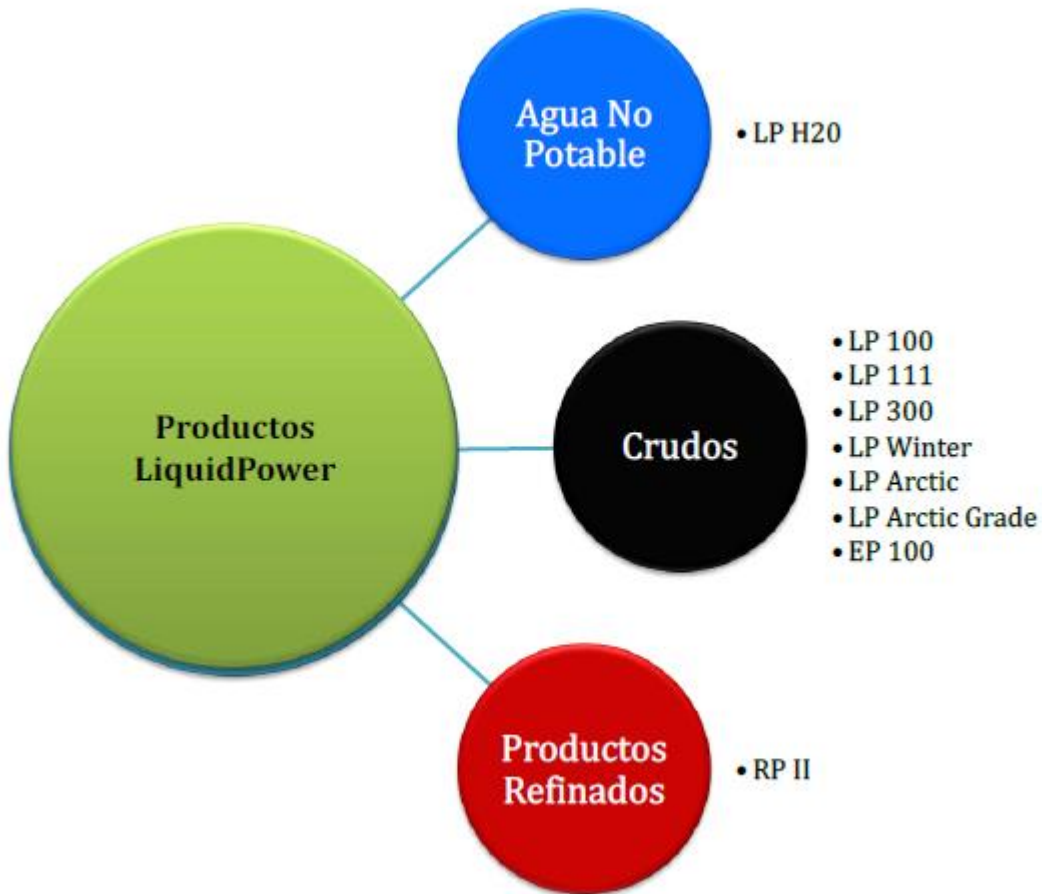 Agua No
Potable
• LP H20
Productos
LiquidPower
Crudos
• LP 100
• LP 111
• LP 300
• LP Winter
• LP Arctic
• LP Arctic Grade
• EP 100
Productos
Refinados
• RP II